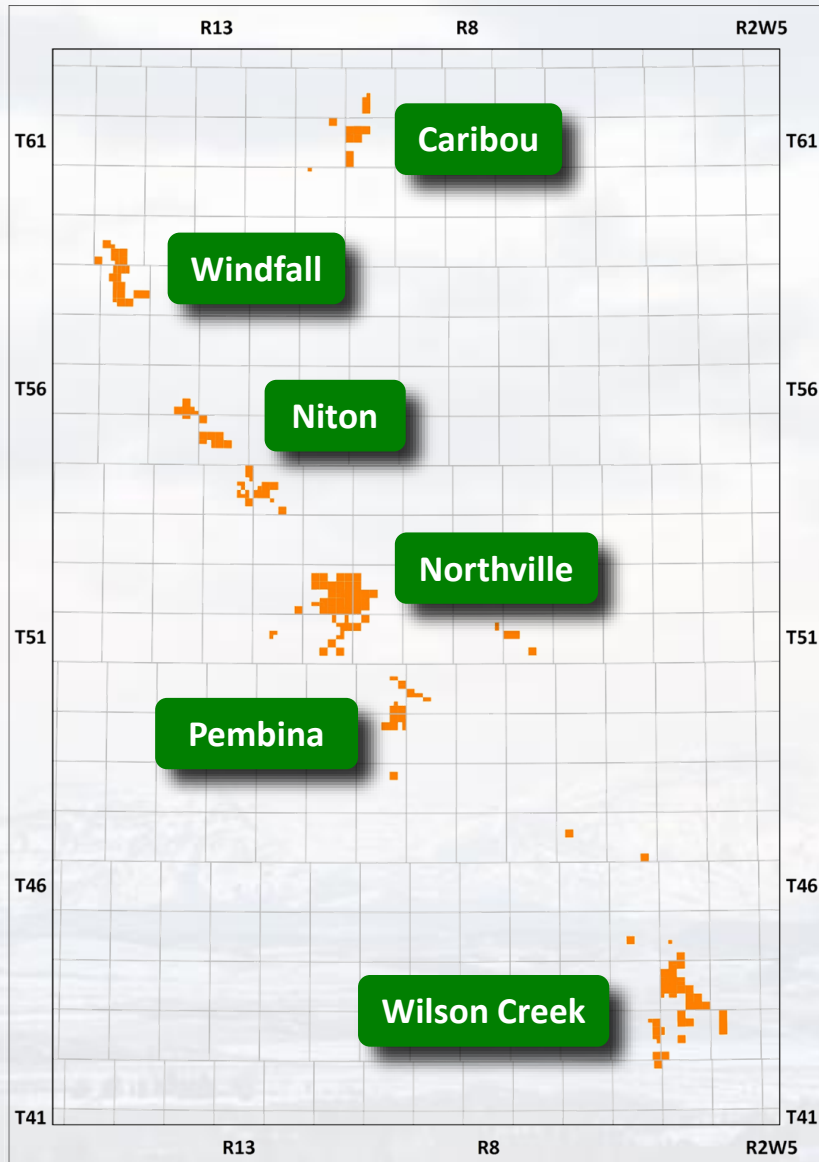 R13 R8 R2W5
T61 Caribou T61
Windfall
T56 Niton T56
Northville
T51 T51
Pembina
T46 T46
Wilson Creek
T41 T41
R13 R8 R2W5